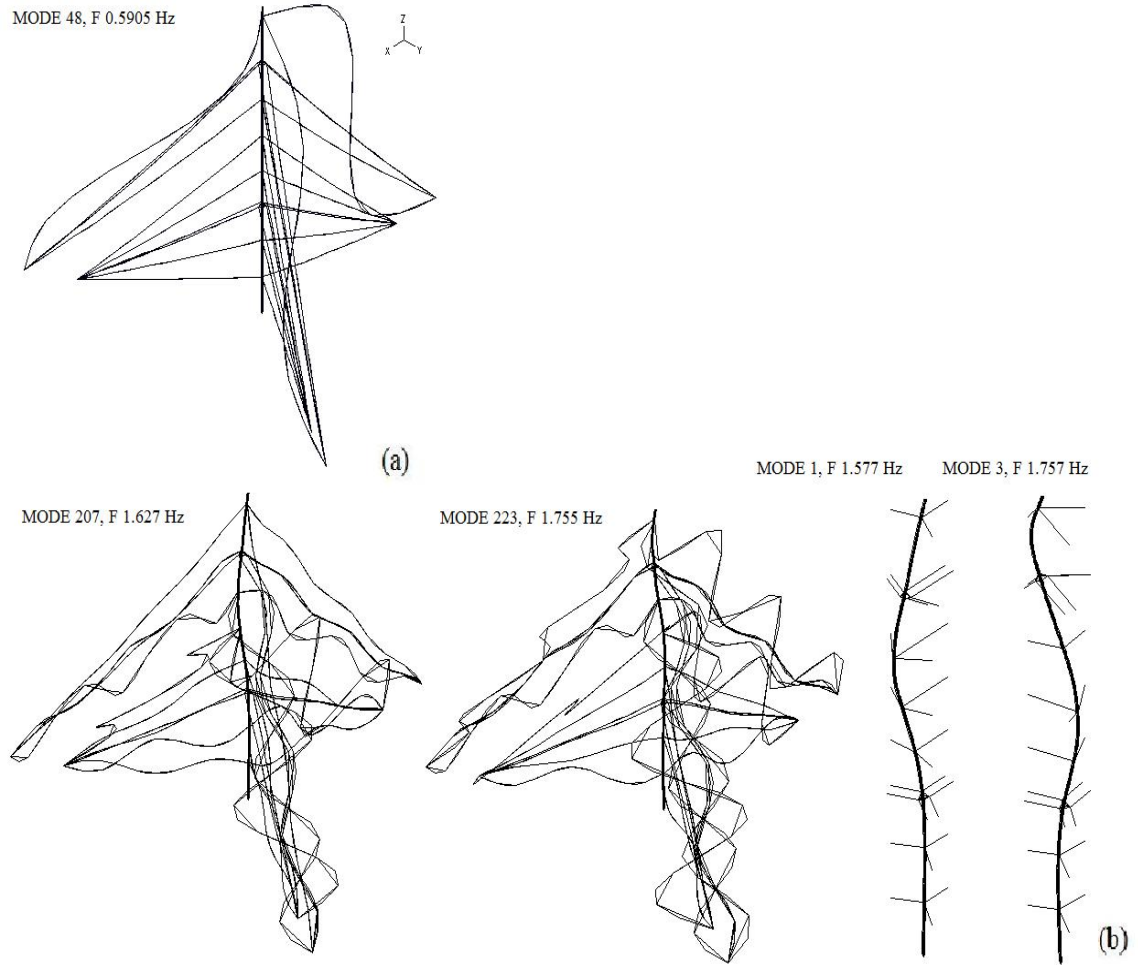 MODE 48, F 0.5905 Hz
Z
X Y
(a)
MODE 1, F 1.577 Hz MODE 3, F 1.757 Hz
MODE 207, F 1.627 Hz MODE 223, F 1.755 Hz
(b)